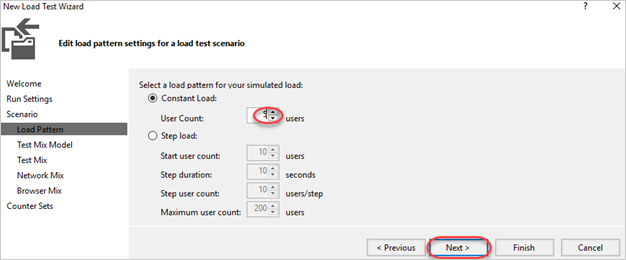 New Load Test Wizard
Edit load pattern settings for a load test scenario
Welcome
Run Settings
Scenario
Load Pattern
Test Mix Model
Test Mix
Network Mix
Browser Mix
Counter Sets
Select a load pattern for your simulated load:
Constant Load:
User Count: 5 users
Step load:
Start user count: 10 users
Step duration: 10 seconds
Step user count: 10 users/step
Maximum user count: 200 users
< Previous Next > Finish Cancel